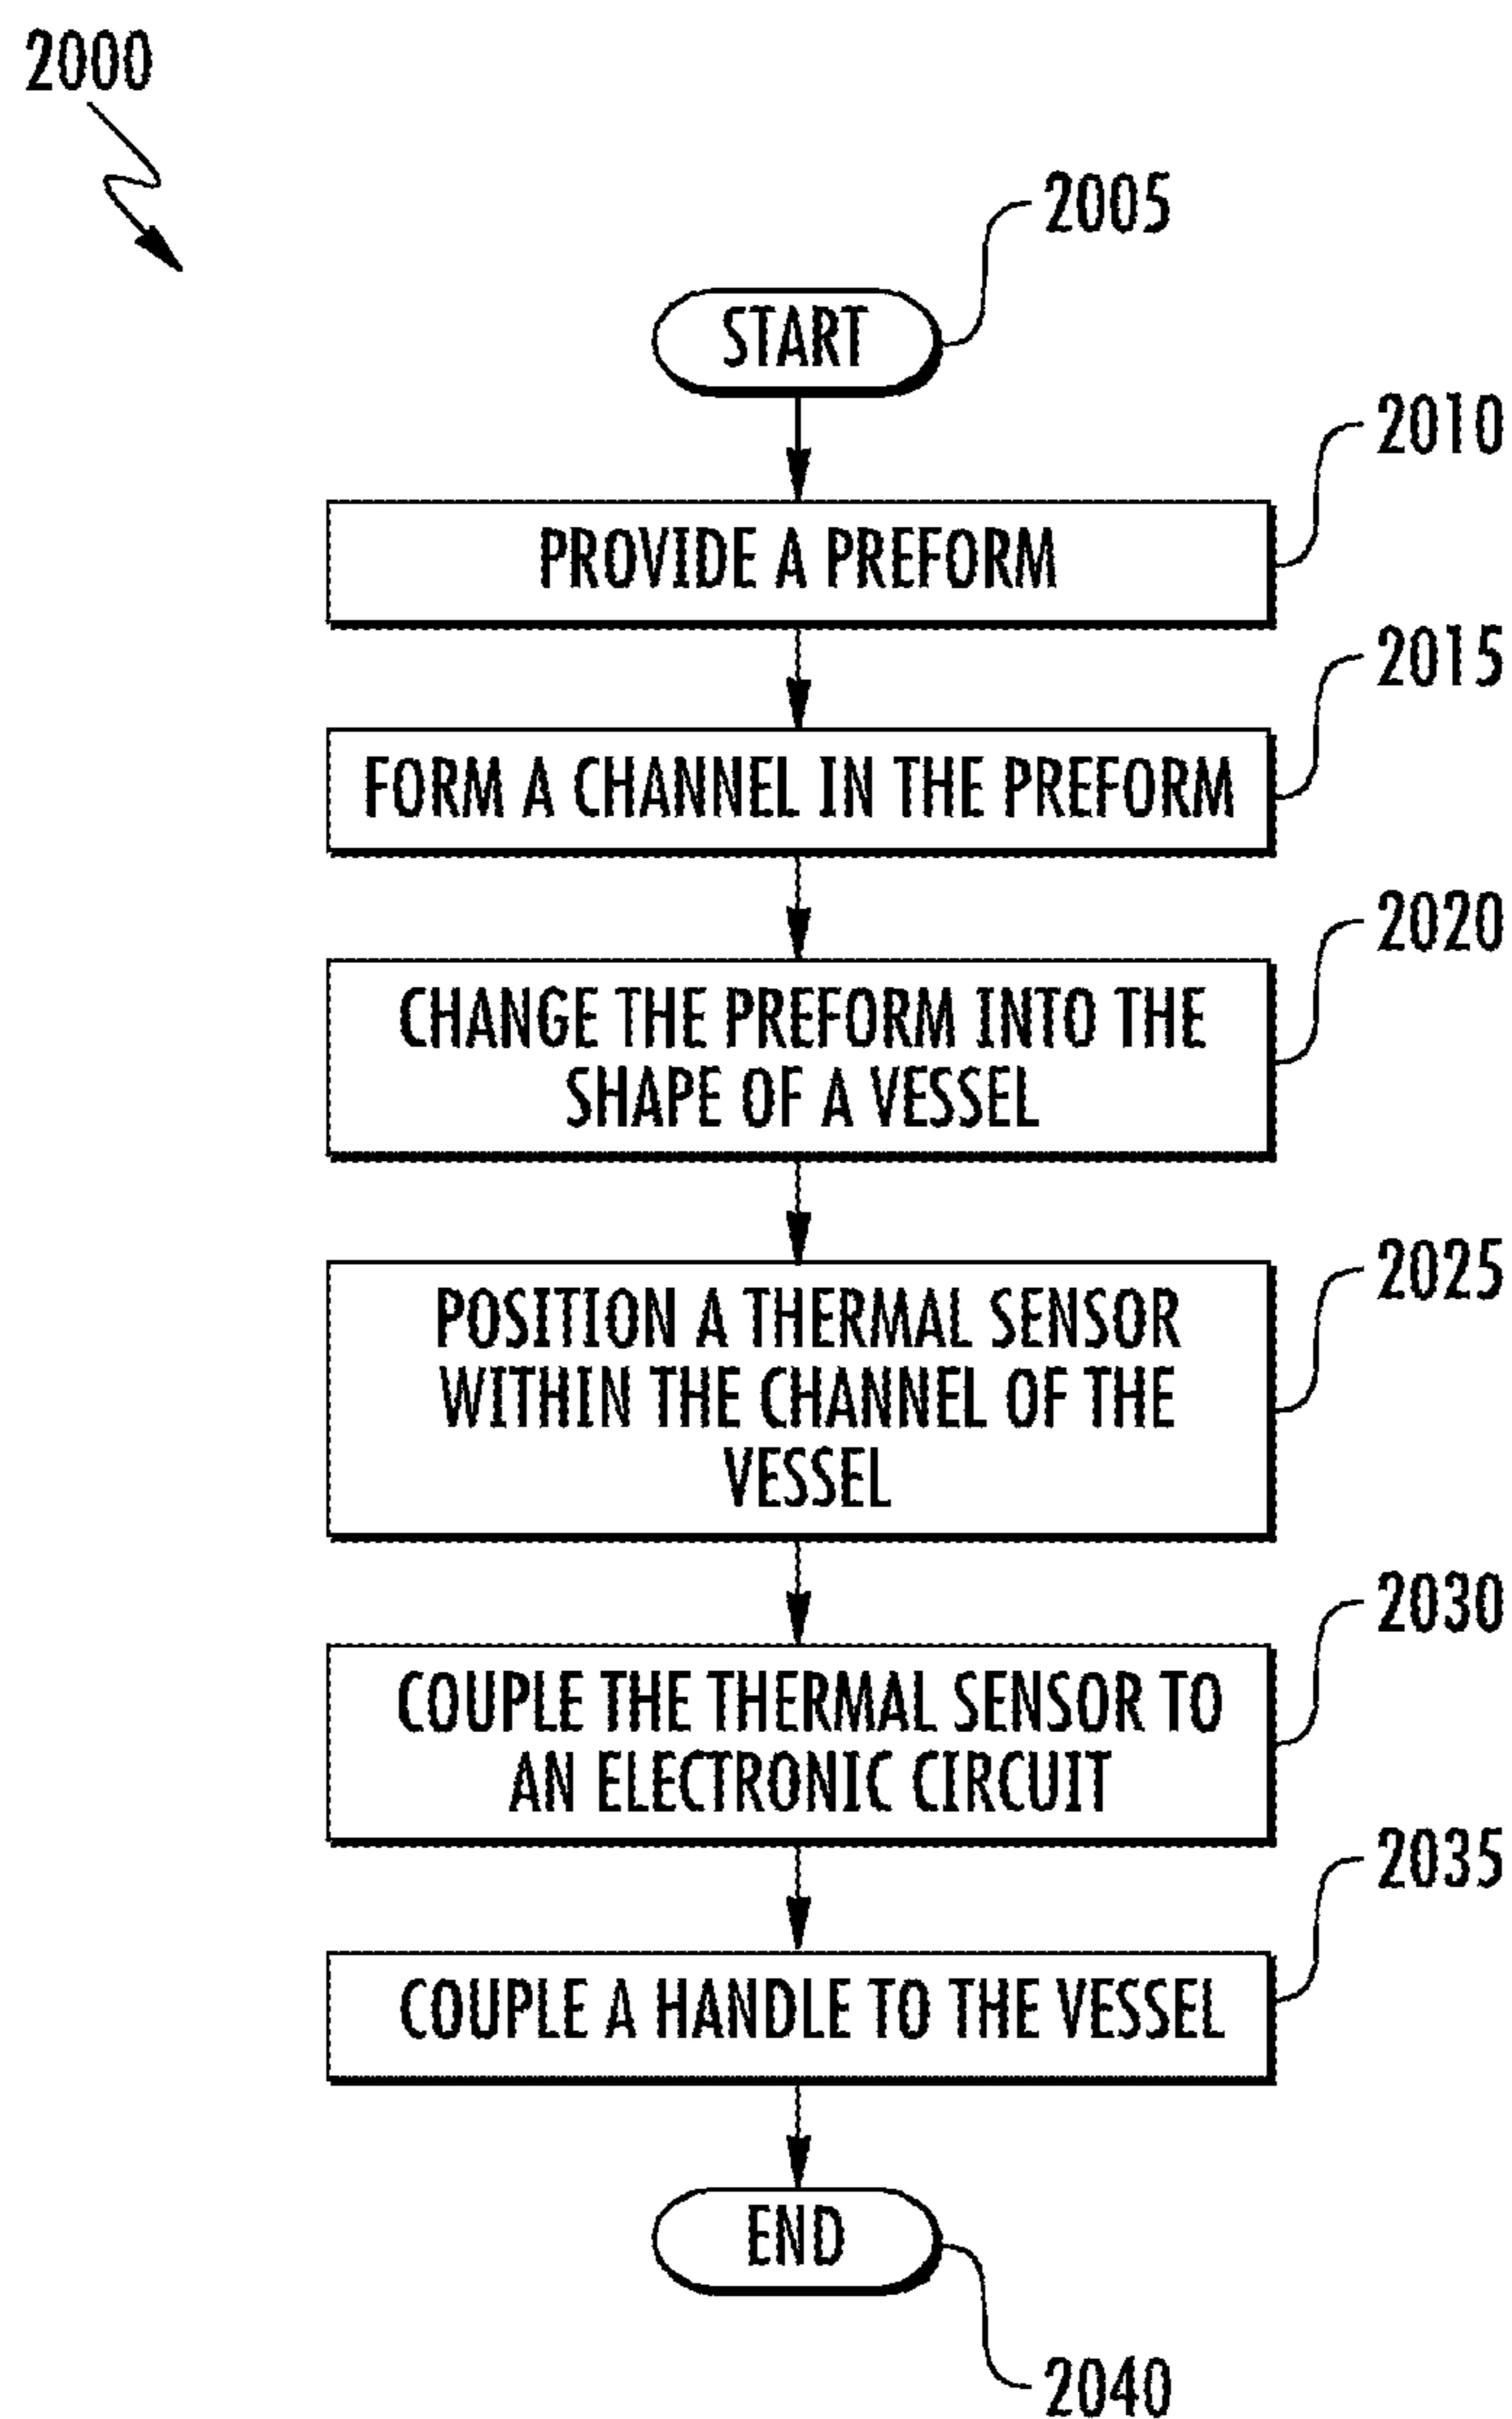 2000
2005
START
2010
PROVIDE A PREFORM
2015
FORM A CHANNEL IN THE PREFORM
2020
CHANGE THE PREFORM INTO THE
SHAPE OF A VESSEL
2025
POSITION A THERMAL SENSOR
WITHIN THE CHANNEL OF THE
VESSEL
2030
COUPLE THE THERMAL SENSOR TO
AN ELECTRONIC CIRCUIT
2035
COUPLE A HANDLE TO THE VESSEL
END
2040